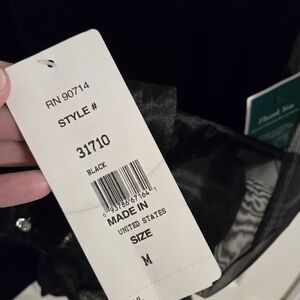 RN 90714
STYLE #
31710
BLACK
MADE IN
UNITED STATES
SIZE
M
Thank You